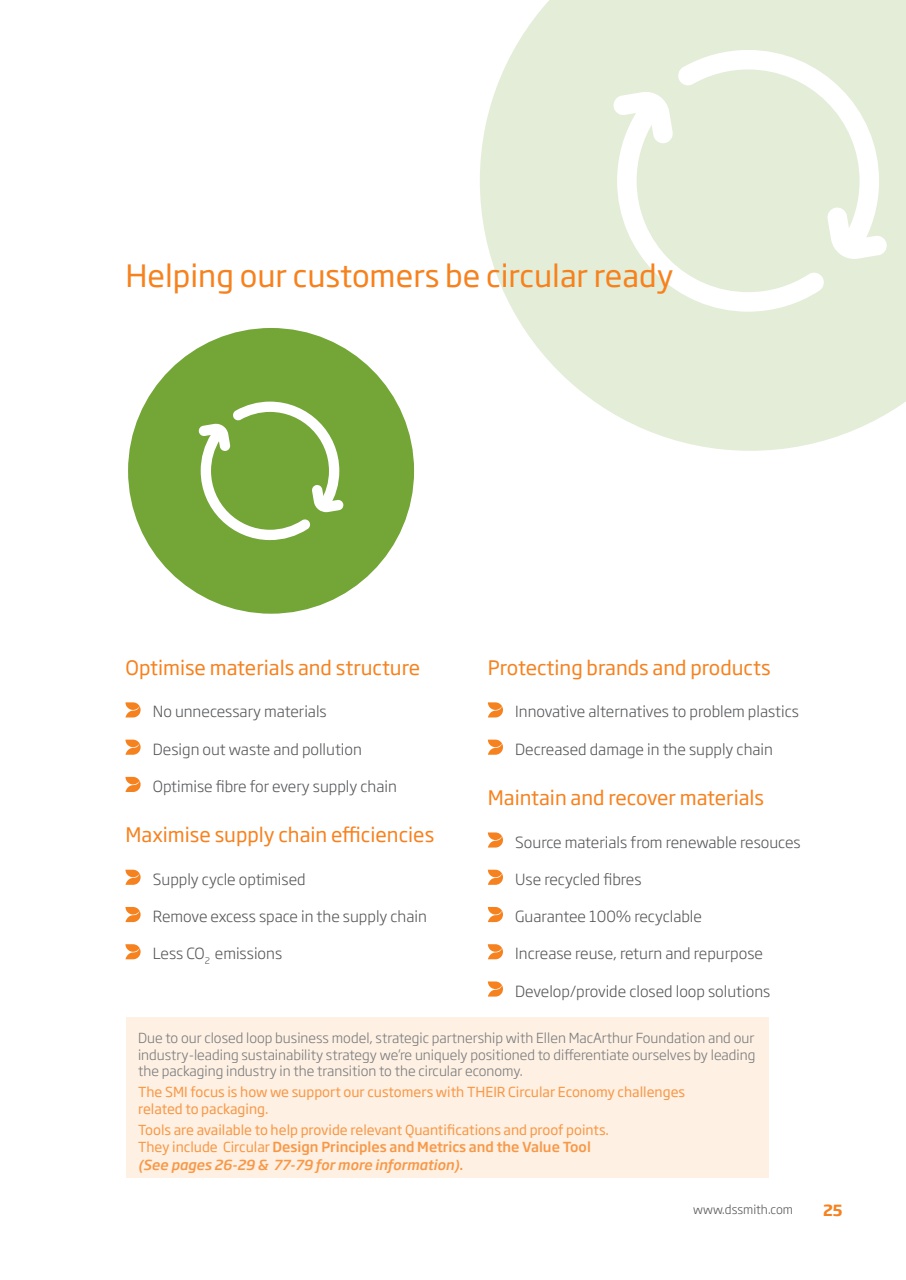 Helping our customers be circular ready
Optimise materials and structure
No unnecessary materials
Design out waste and pollution
Optimise fibre for every supply chain
Maximise supply chain efficiencies
Supply cycle optimised
Remove excess space in the supply chain
Less CO₂ emissions
Protecting brands and products
Innovative alternatives to problem plastics
Decreased damage in the supply chain
Maintain and recover materials
Source materials from renewable resouces
Use recycled fibres
Guarantee 100% recyclable
Increase reuse, return and repurpose
Develop/provide closed loop solutions
Due to our closed loop business model, strategic partnership with Ellen MacArthur Foundation and our
industry-leading sustainability strategy we're uniquely positioned to differentiate ourselves by leading
the packaging industry in the transition to the circular economy.
The SMI focus is how we support our customers with THEIR Circular Economy challenges
related to packaging.
Tools are available to help provide relevant Quantifications and proof points.
They include Circular Design Principles and Metrics and the Value Tool
(See pages 26-29 & 77-79 for more information).
www.dssmith.com 25